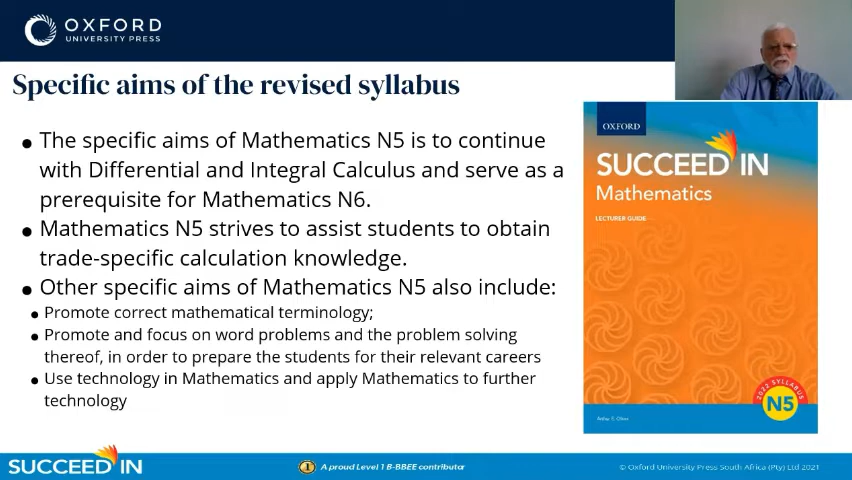 OXFORD
UNIVERSITY PRESS
Specific aims of the revised syllabus
The specific aims of Mathematics N5 is to continue
with Differential and Integral Calculus and serve as a
prerequisite for Mathematics N6.
Mathematics N5 strives to assist students to obtain
trade-specific calculation knowledge.
Other specific aims of Mathematics N5 also include:
Promote correct mathematical terminology;
Promote and focus on word problems and the problem solving
thereof, in order to prepare the students for their relevant careers
Use technology in Mathematics and apply Mathematics to further
technology
OXFORD
SUCCEED IN
Mathematics
LECTURER GUIDE
2022 SYLLABUS
N5
SUCCEED IN
1
A proud Level 1 B-BBEE contributor
© Oxford University Press South Africa (Pty) Ltd 2021